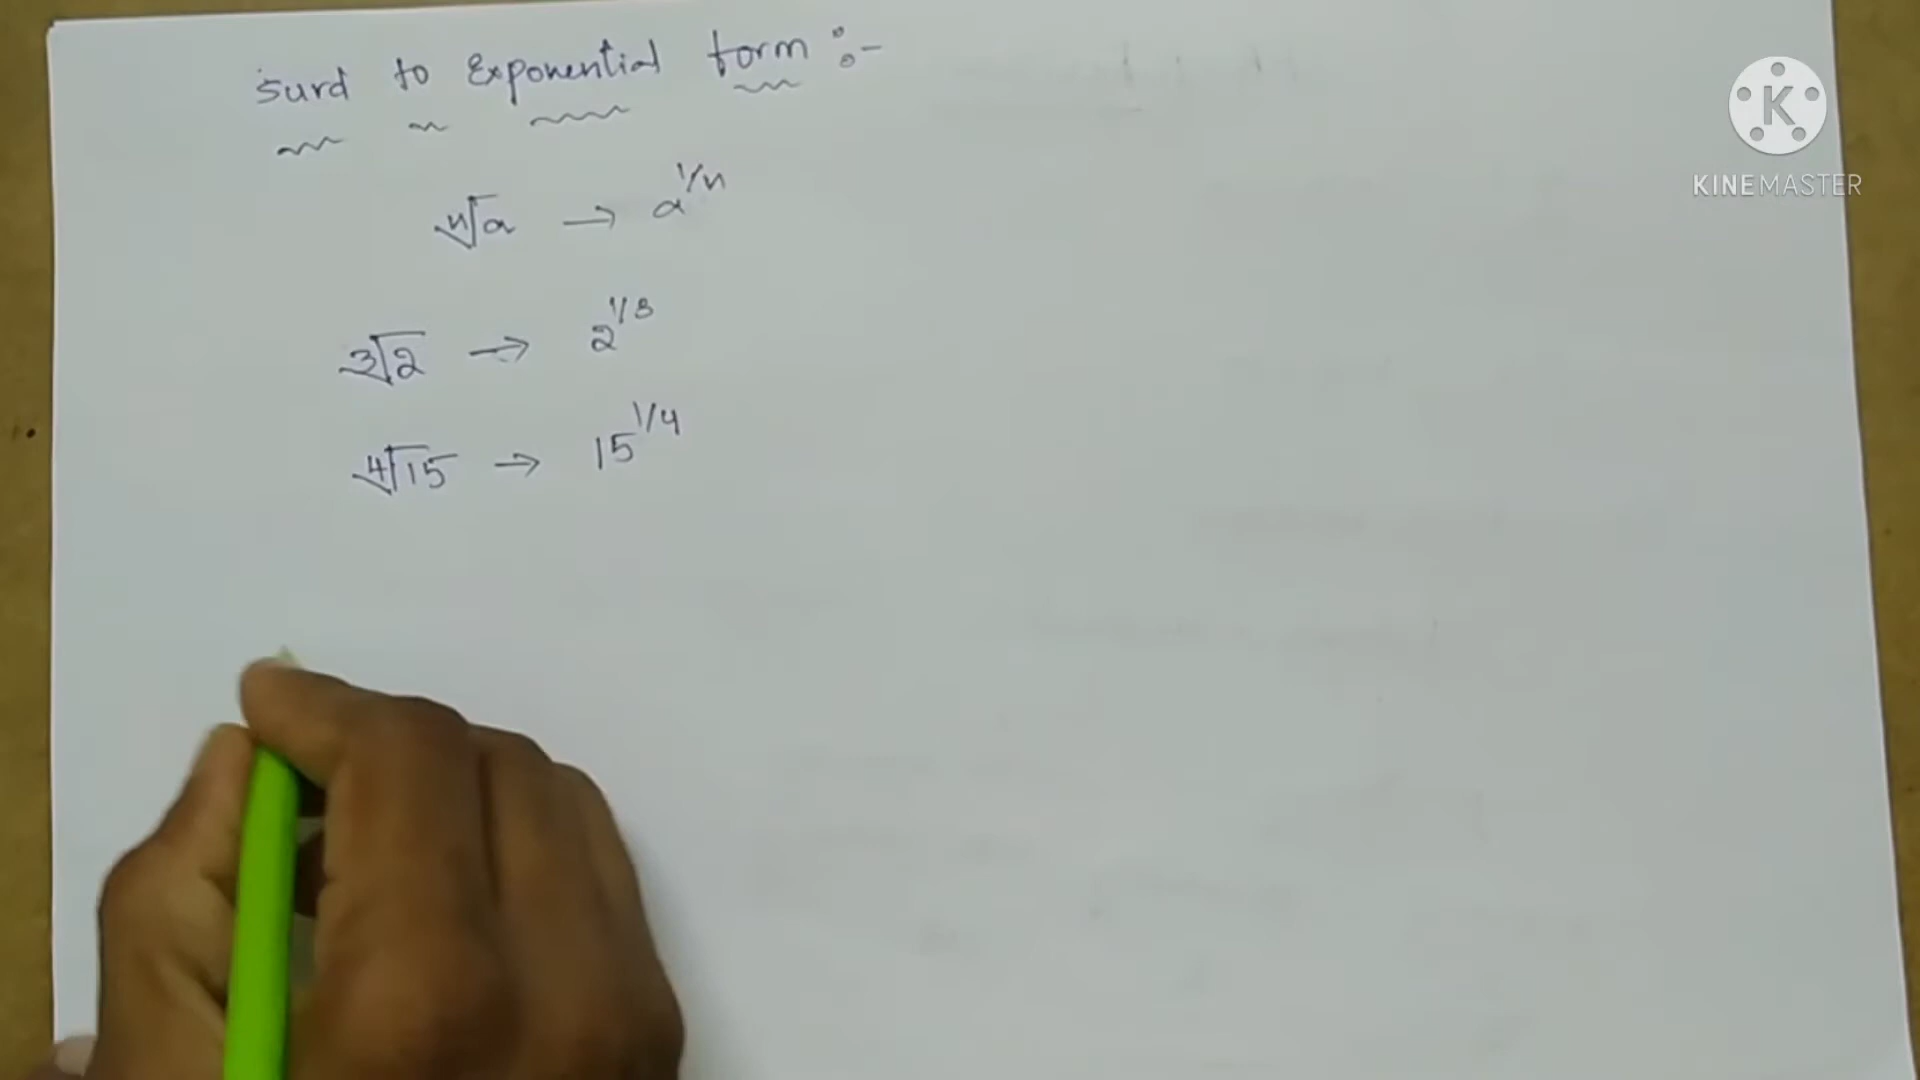 surd to Exponential form :-
ⁿ√a → a^1/n
³√2 → 2^1/3
⁴√15 → 15^1/4
K
KINEMASTER